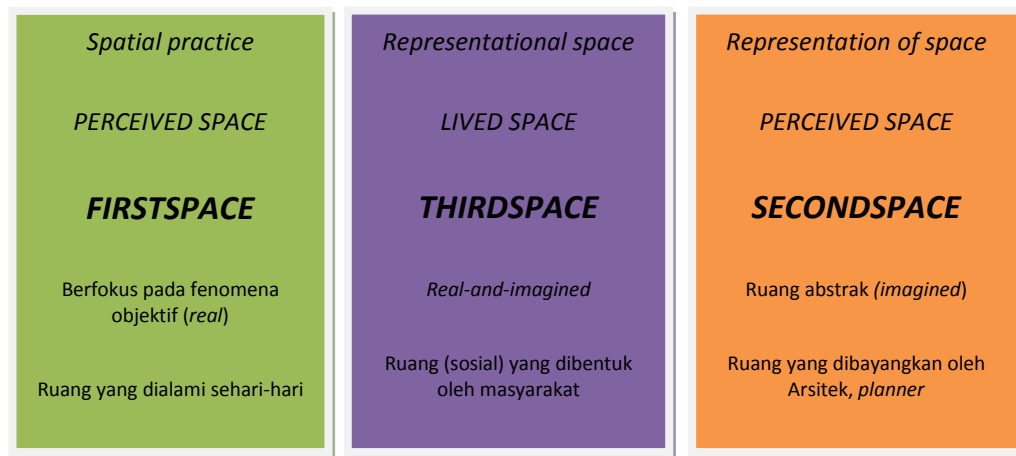 Spatial practice
PERCEIVED SPACE
FIRSTSPACE
Berfokus pada fenomena
objektif (real)
Ruang yang dialami sehari-hari
Representational space
LIVED SPACE
THIRDSPACE
Real-and-imagined
Ruang (sosial) yang dibentuk
oleh masyarakat
Representation of space
PERCEIVED SPACE
SECONDSPACE
Ruang abstrak (imagined)
Ruang yang dibayangkan oleh
Arsitek, planner